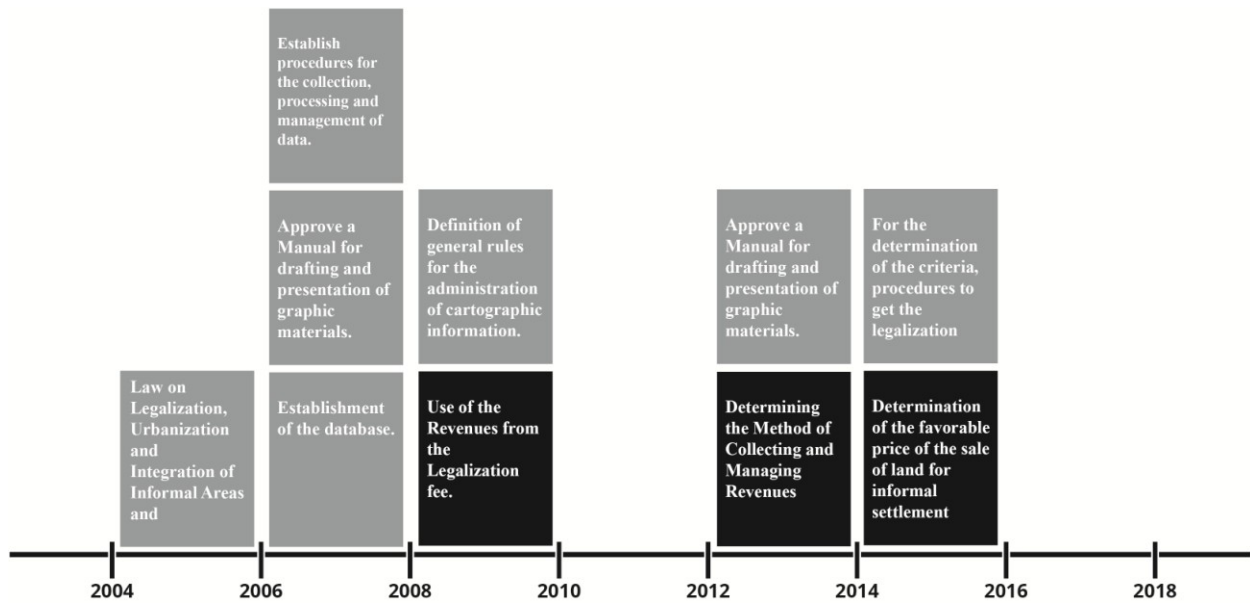 Establish
procedures for
the collection,
processing and
management of
data.
Approve a
Manual for
drafting and
presentation of
graphic
materials.
Definition of
general rules
for the
administration
of cartographic
information.
Approve a
Manual for
drafting and
presentation of
graphic
materials.
For the
determination
of the criteria,
procedures to
get the
legalization
Law on
Legalization,
Urbanization
and
Integration of
Informal Areas
and
Establishment
of the database.
Use of the
Revenues from
the
Legalization
fee.
Determining
the Method of
Collecting and
Managing
Revenues
Determination
of the favorable
price of the sale
of land for
informal
settlement
2004 2006 2008 2010 2012 2014 2016 2018